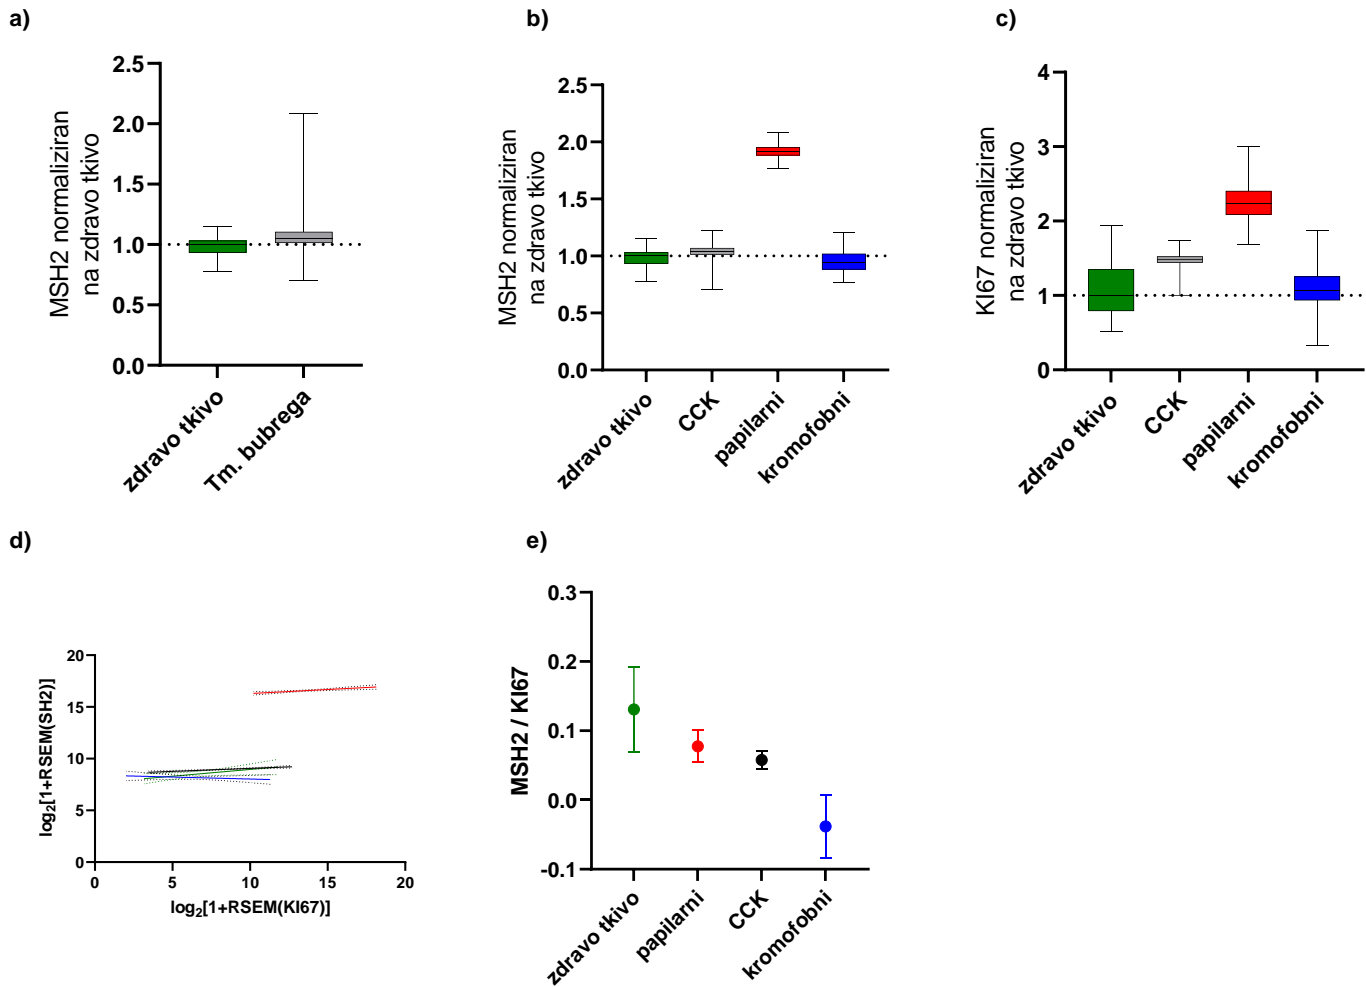 a)
MSH2 normaliziran
na zdravo tkivo
2.5
2.0
1.5
1.0
0.5
0.0
zdravo tkivo
Tm. bubrega
b)
MSH2 normaliziran
na zdravo tkivo
2.5
2.0
1.5
1.0
0.5
0.0
zdravo tkivo
CCK
papilarni
kromofobni
c)
KI67 normaliziran
na zdravo tkivo
4
3
2
1
0
zdravo tkivo
CCK
papilarni
kromofobni
d)
log₂[1+RSEM(SH2)]
20
15
10
5
0
0 5 10 15 20
log₂[1+RSEM(KI67)]
e)
MSH2 / KI67
0.3
0.2
0.1
0.0
-0.1
zdravo tkivo
papilarni
CCK
kromofobni